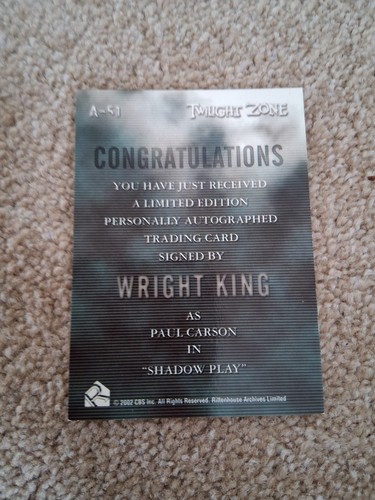 A-51
TWILIGHT ZONE
CONGRATULATIONS
YOU HAVE JUST RECEIVED
A LIMITED EDITION
PERSONALLY AUTOGRAPHED
TRADING CARD
SIGNED BY
WRIGHT KING
AS
PAUL CARSON
IN
"SHADOW PLAY"
© 2002 CBS Inc. All Rights Reserved. Rittenhouse Archives Limited